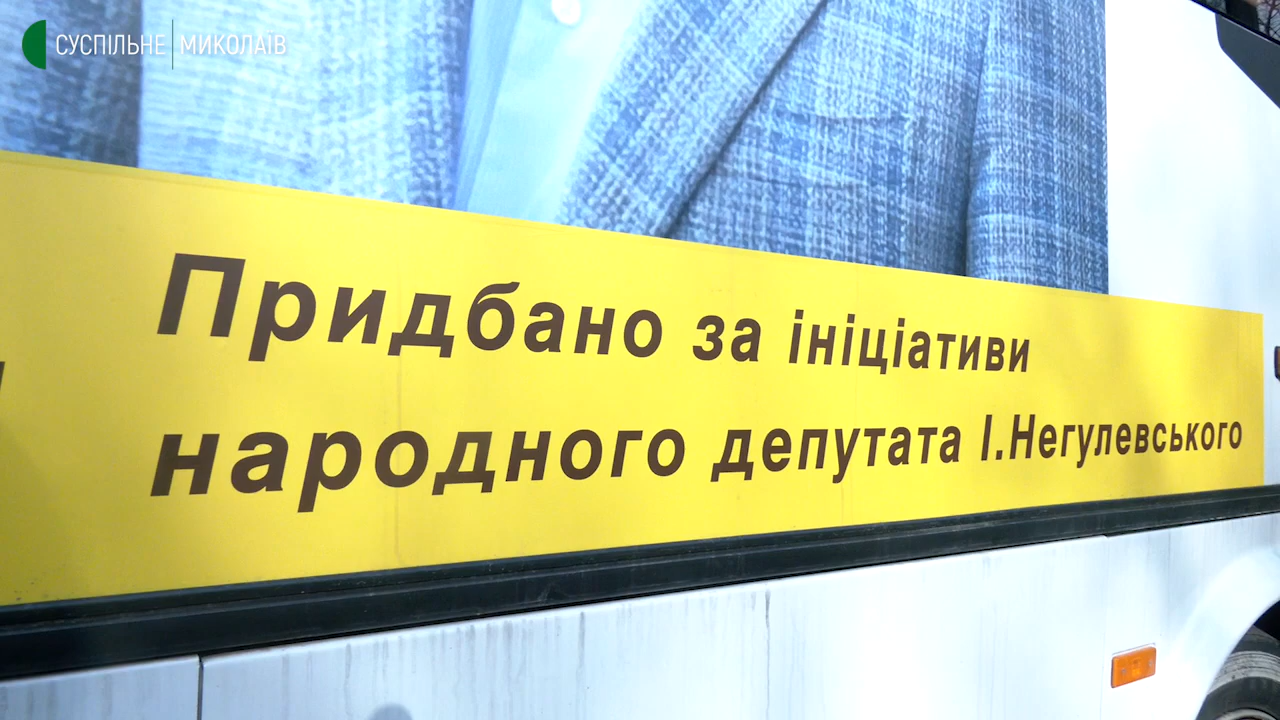 СУСПІЛЬНЕ МИКОЛАЇВ
Придбано за ініціативи
народного депутата І.Негулевського